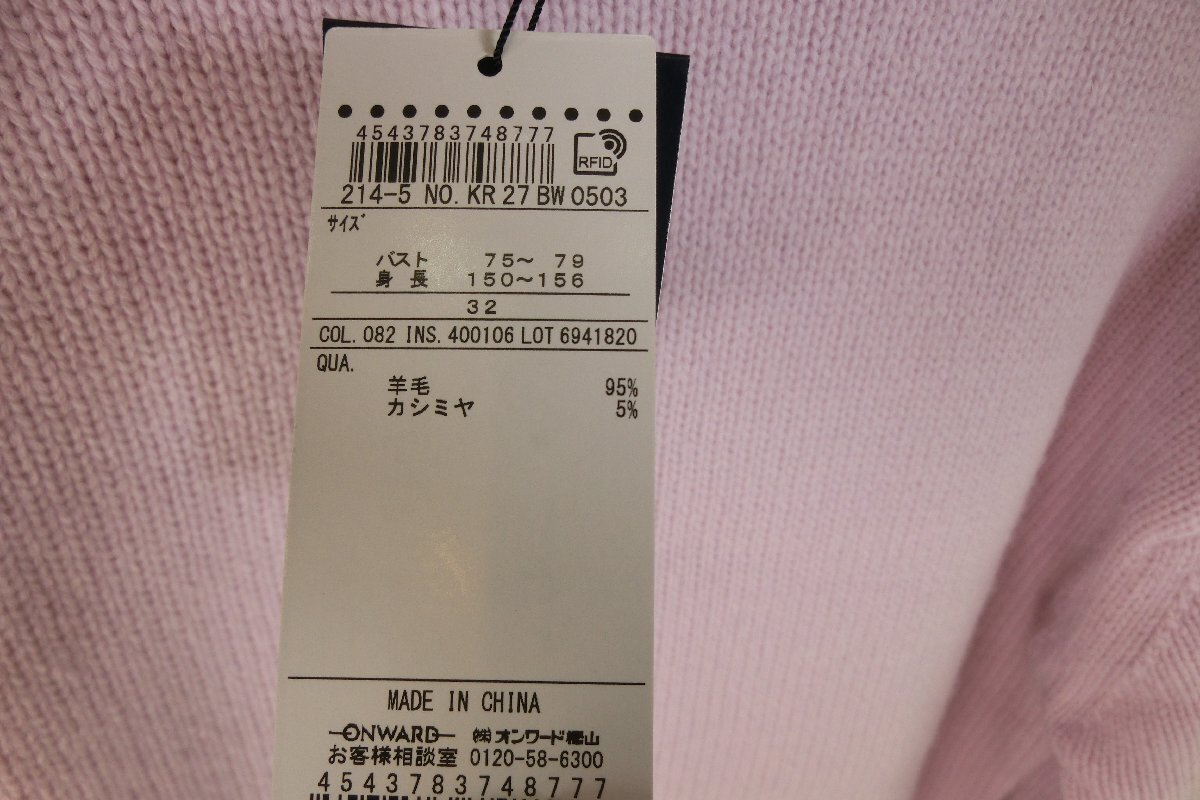 4543783748777
RFID
214-5 NO. KR 27 BW 0503
サイズ
バスト 75～ 79
身長 150～156
32
COL. 082 INS. 400106 LOT 6941820
QUA.
羊毛 95%
カシミヤ 5%
MADE IN CHINA
ONWARD ㈱オンワード樫山
お客様相談室 0120-58-6300
4543783748777